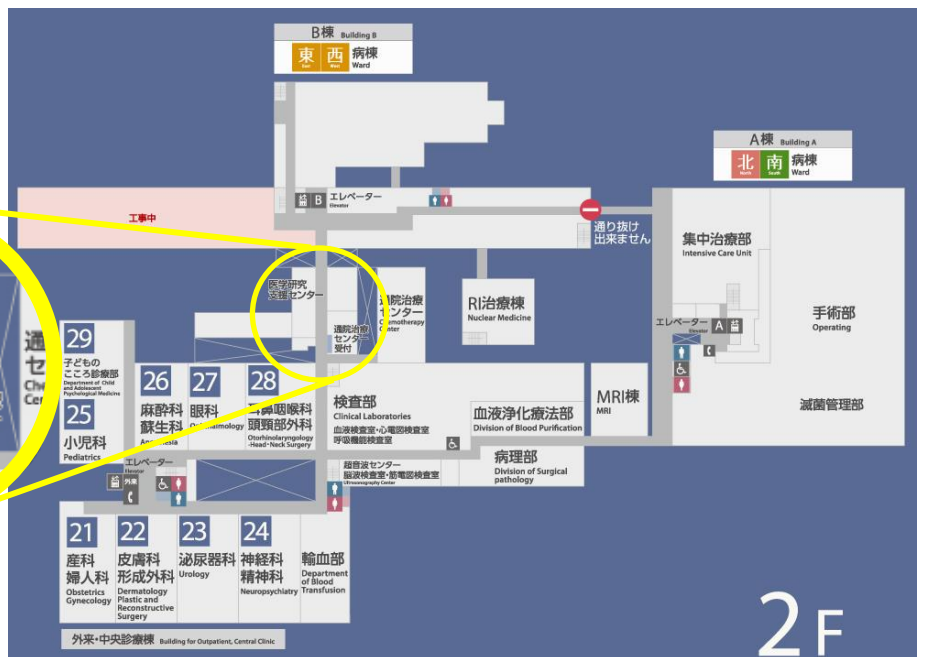 B棟 Building B
東 西 病棟
East West Ward
A棟 Building A
北 南 病棟
North South Ward
B エレベーター
Elevator
工事中
通り抜け
出来ません
集中治療部
Intensive Care Unit
手術部
Operating
滅菌管理部
エレベーター A
Elevator
医学研究
支援センター
通院治療
センター
Chemotherapy
Center
通院治療
センター
受付
RI治療棟
Nuclear Medicine
通
セ
Che
Cen
29
子どもの
こころ診療部
Department of Child
and Adolescent
Psychological Medicine
25
小児科
Pediatrics
26
麻酔科
蘇生科
27
眼科
28
耳鼻咽喉科
頭頸部外科
Otorhinolaryngology
-Head・Neck Surgery
検査部
Clinical Laboratories
血液検査室・心電図検査室
呼吸機能検査室
血液浄化療法部
Division of Blood Purification
MRI棟
MRI
超音波センター
脳波検査室・筋電図検査室
Ultrasonography Center
病理部
Division of Surgical
pathology
エレベーター
Elevator
外来
21
産科
婦人科
Obstetrics
Gynecology
22
皮膚科
形成外科
Dermatology
Plastic and
Reconstructive
Surgery
23
泌尿器科
Urology
24
神経科
精神科
Neuropsychiatry
輸血部
Department
of Blood
Transfusion
外来・中央診療棟 Building for Outpatient, Central Clinic
2F